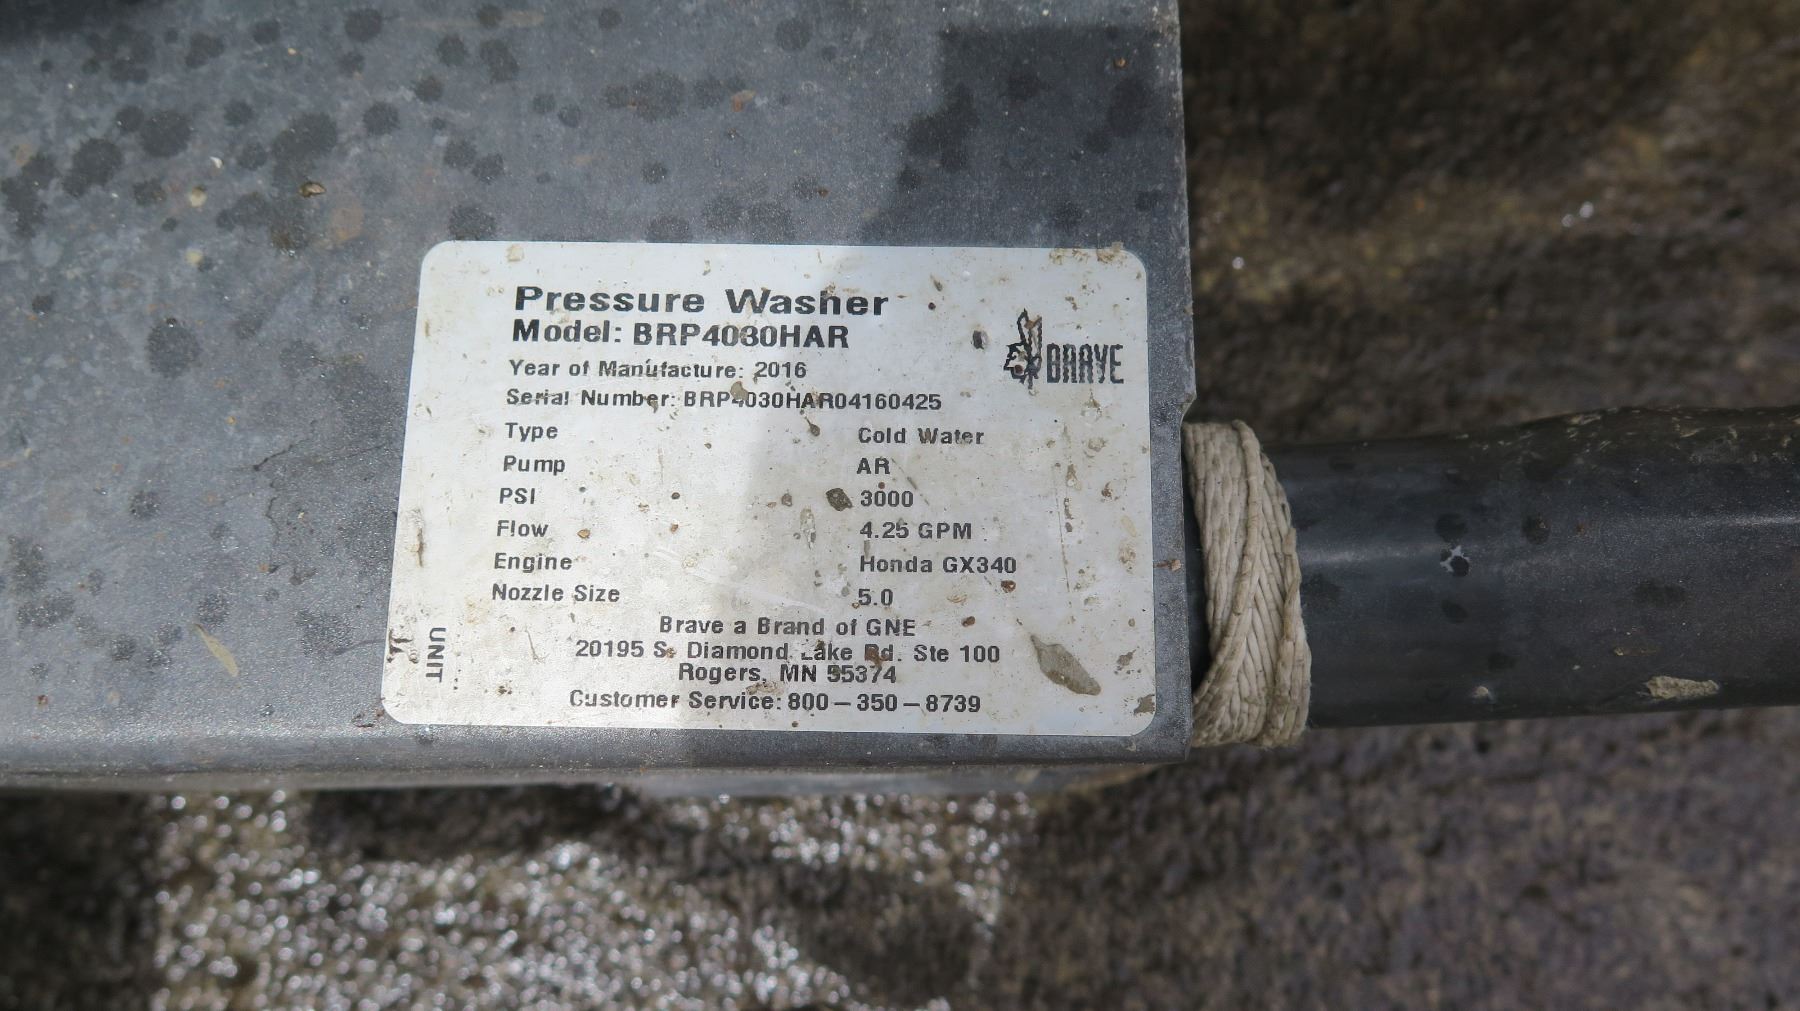 Pressure Washer
Model: BRP4030HAR
BRAVE
Year of Manufacture: 2016
Serial Number: BRP4030HAR04160425
Type Cold Water
Pump AR
PSI 3000
Flow 4.25 GPM
Engine Honda GX340
Nozzle Size 5.0
Brave a Brand of GNE
20195 S. Diamond Lake Rd. Ste 100
Rogers, MN 55374
Customer Service: 800-350-8739
UNIT